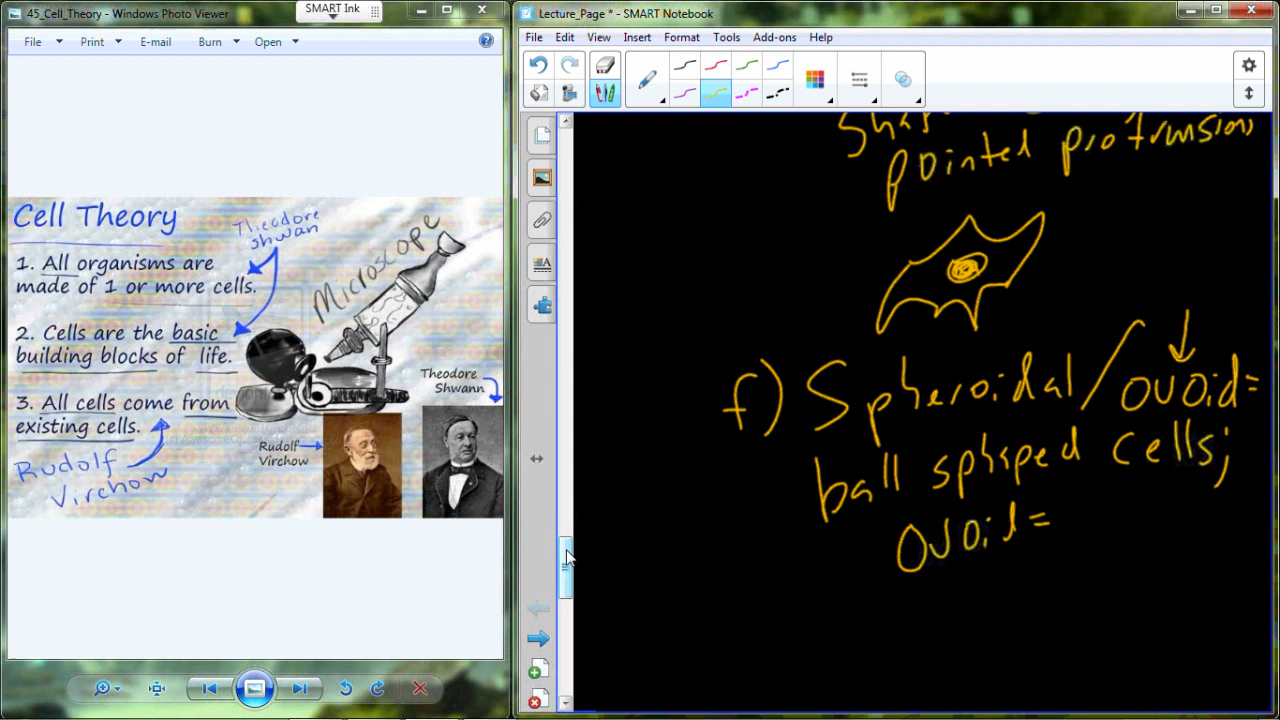 45_Cell_Theory - Windows Photo Viewer
SMART Ink
File Print E-mail Burn Open
Cell Theory
Theodore
shwan
1. All organisms are
made of 1 or more cells.
Microscope
2. Cells are the basic
building blocks of life.
3. All cells come from
existing cells.
Theodore
Shwann
Rudolf
Virchow
Rudolf
Virchow
Lecture_Page * - SMART Notebook
File Edit View Insert Format Tools Add-ons Help
pointed protrusions
f) Spheroidal/ovoid=
ball sphsped cells;
ovoid=